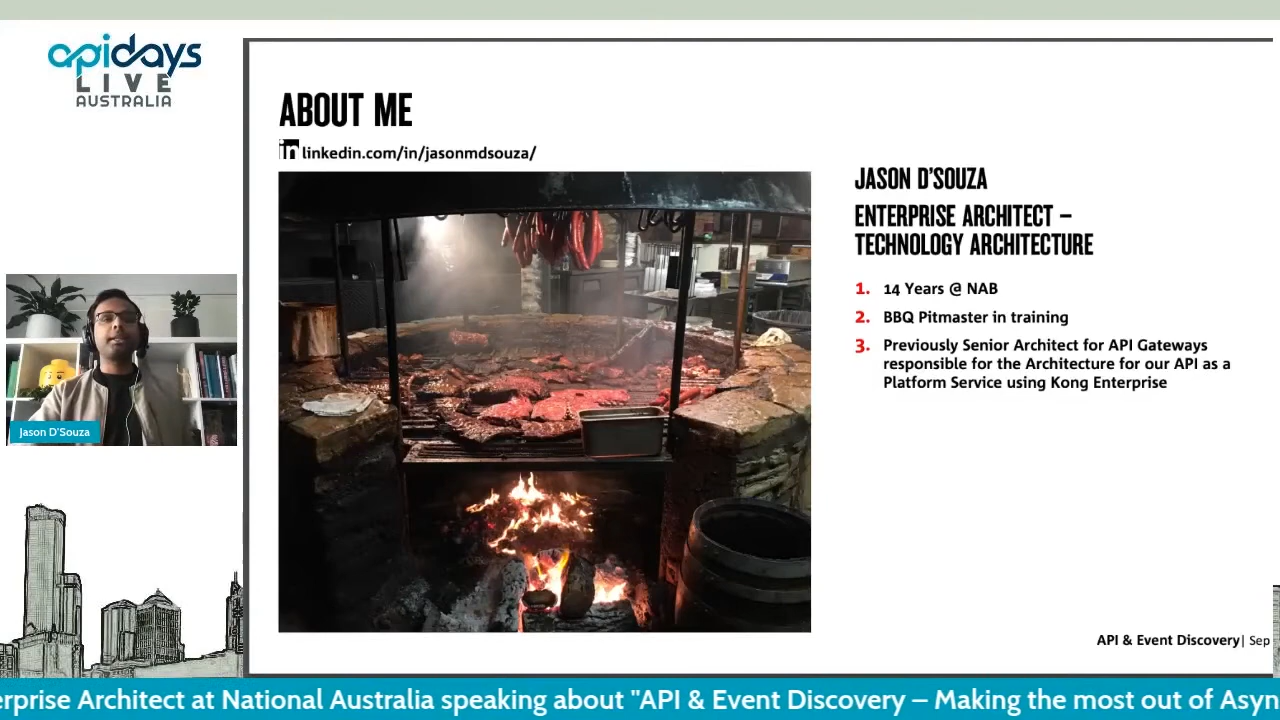 apidays
LIVE
AUSTRALIA
ABOUT ME
in linkedin.com/in/jasonmdsouza/
JASON D'SOUZA
ENTERPRISE ARCHITECT –
TECHNOLOGY ARCHITECTURE
1. 14 Years @ NAB
2. BBQ Pitmaster in training
3. Previously Senior Architect for API Gateways
responsible for the Architecture for our API as a
Platform Service using Kong Enterprise
Jason D'Souza
API & Event Discovery| Sep
erprise Architect at National Australia speaking about "API & Event Discovery – Making the most out of Asyn